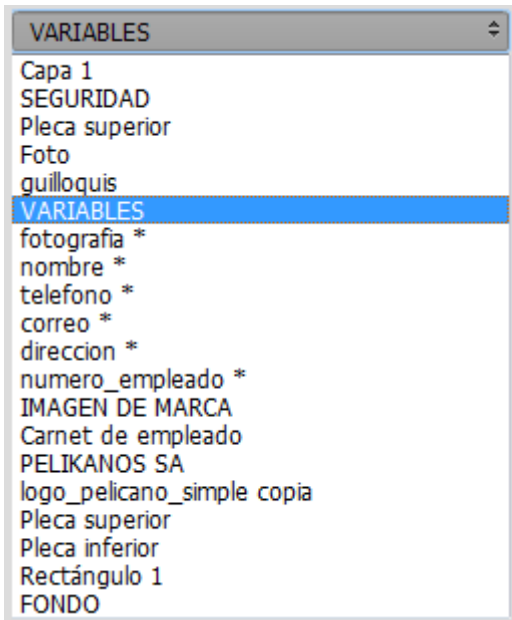 VARIABLES
Capa 1
SEGURIDAD
Pleca superior
Foto
guilloquis
VARIABLES
fotografia *
nombre *
telefono *
correo *
direccion *
numero_empleado *
IMAGEN DE MARCA
Carnet de empleado
PELIKANOS SA
logo_pelicano_simple copia
Pleca superior
Pleca inferior
Rectángulo 1
FONDO